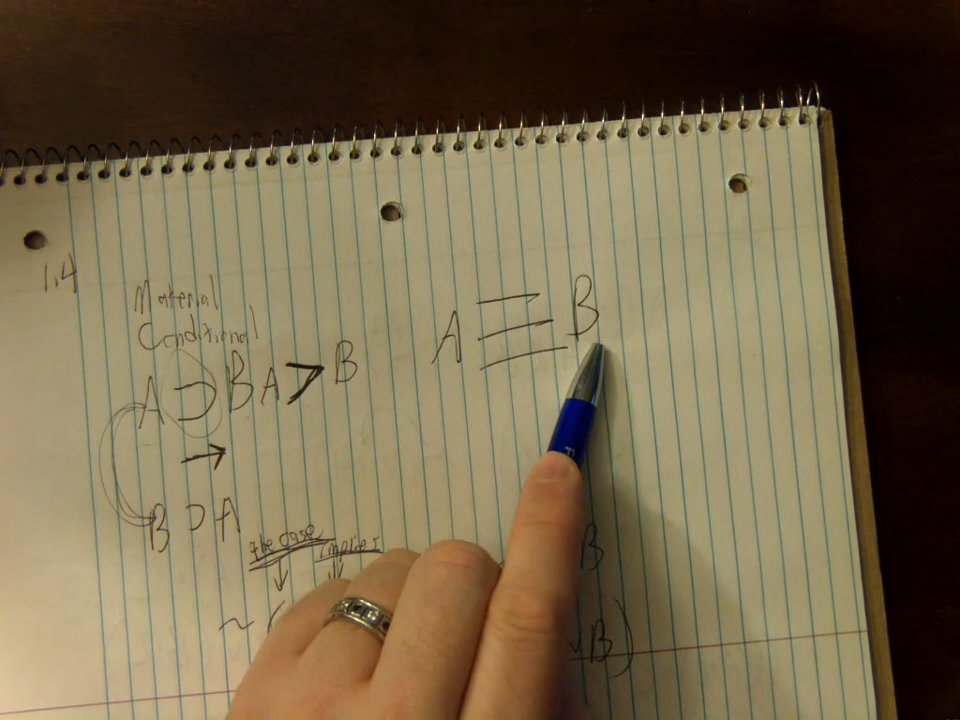 1.4
Material
Conditional
A ⊃ B A > B
→
B ⊃ A
A ≡ B
the case implies
↓ ↓
~ (
B
B)